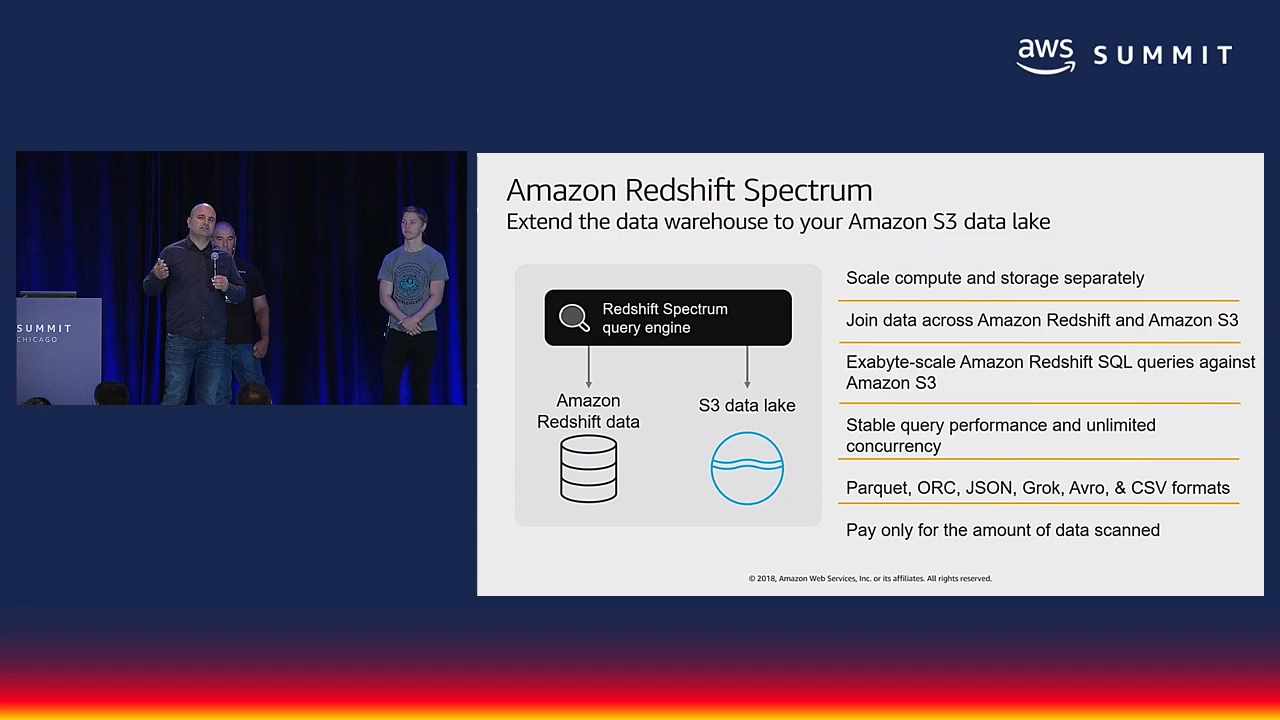 aws SUMMIT
SUMMIT
CHICAGO
Amazon Redshift Spectrum
Extend the data warehouse to your Amazon S3 data lake
Redshift Spectrum
query engine
Amazon
Redshift data
S3 data lake
Scale compute and storage separately
Join data across Amazon Redshift and Amazon S3
Exabyte-scale Amazon Redshift SQL queries against
Amazon S3
Stable query performance and unlimited
concurrency
Parquet, ORC, JSON, Grok, Avro, & CSV formats
Pay only for the amount of data scanned
© 2018, Amazon Web Services, Inc. or its affiliates. All rights reserved.